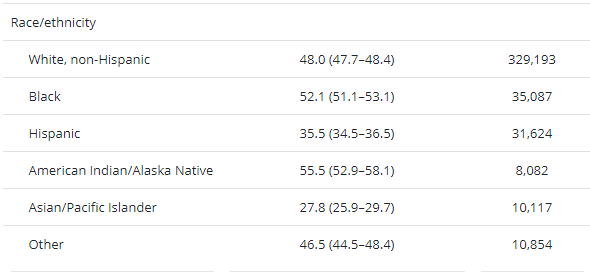 Race/ethnicity
White, non-Hispanic 48.0 (47.7–48.4) 329,193
Black 52.1 (51.1–53.1) 35,087
Hispanic 35.5 (34.5–36.5) 31,624
American Indian/Alaska Native 55.5 (52.9–58.1) 8,082
Asian/Pacific Islander 27.8 (25.9–29.7) 10,117
Other 46.5 (44.5–48.4) 10,854